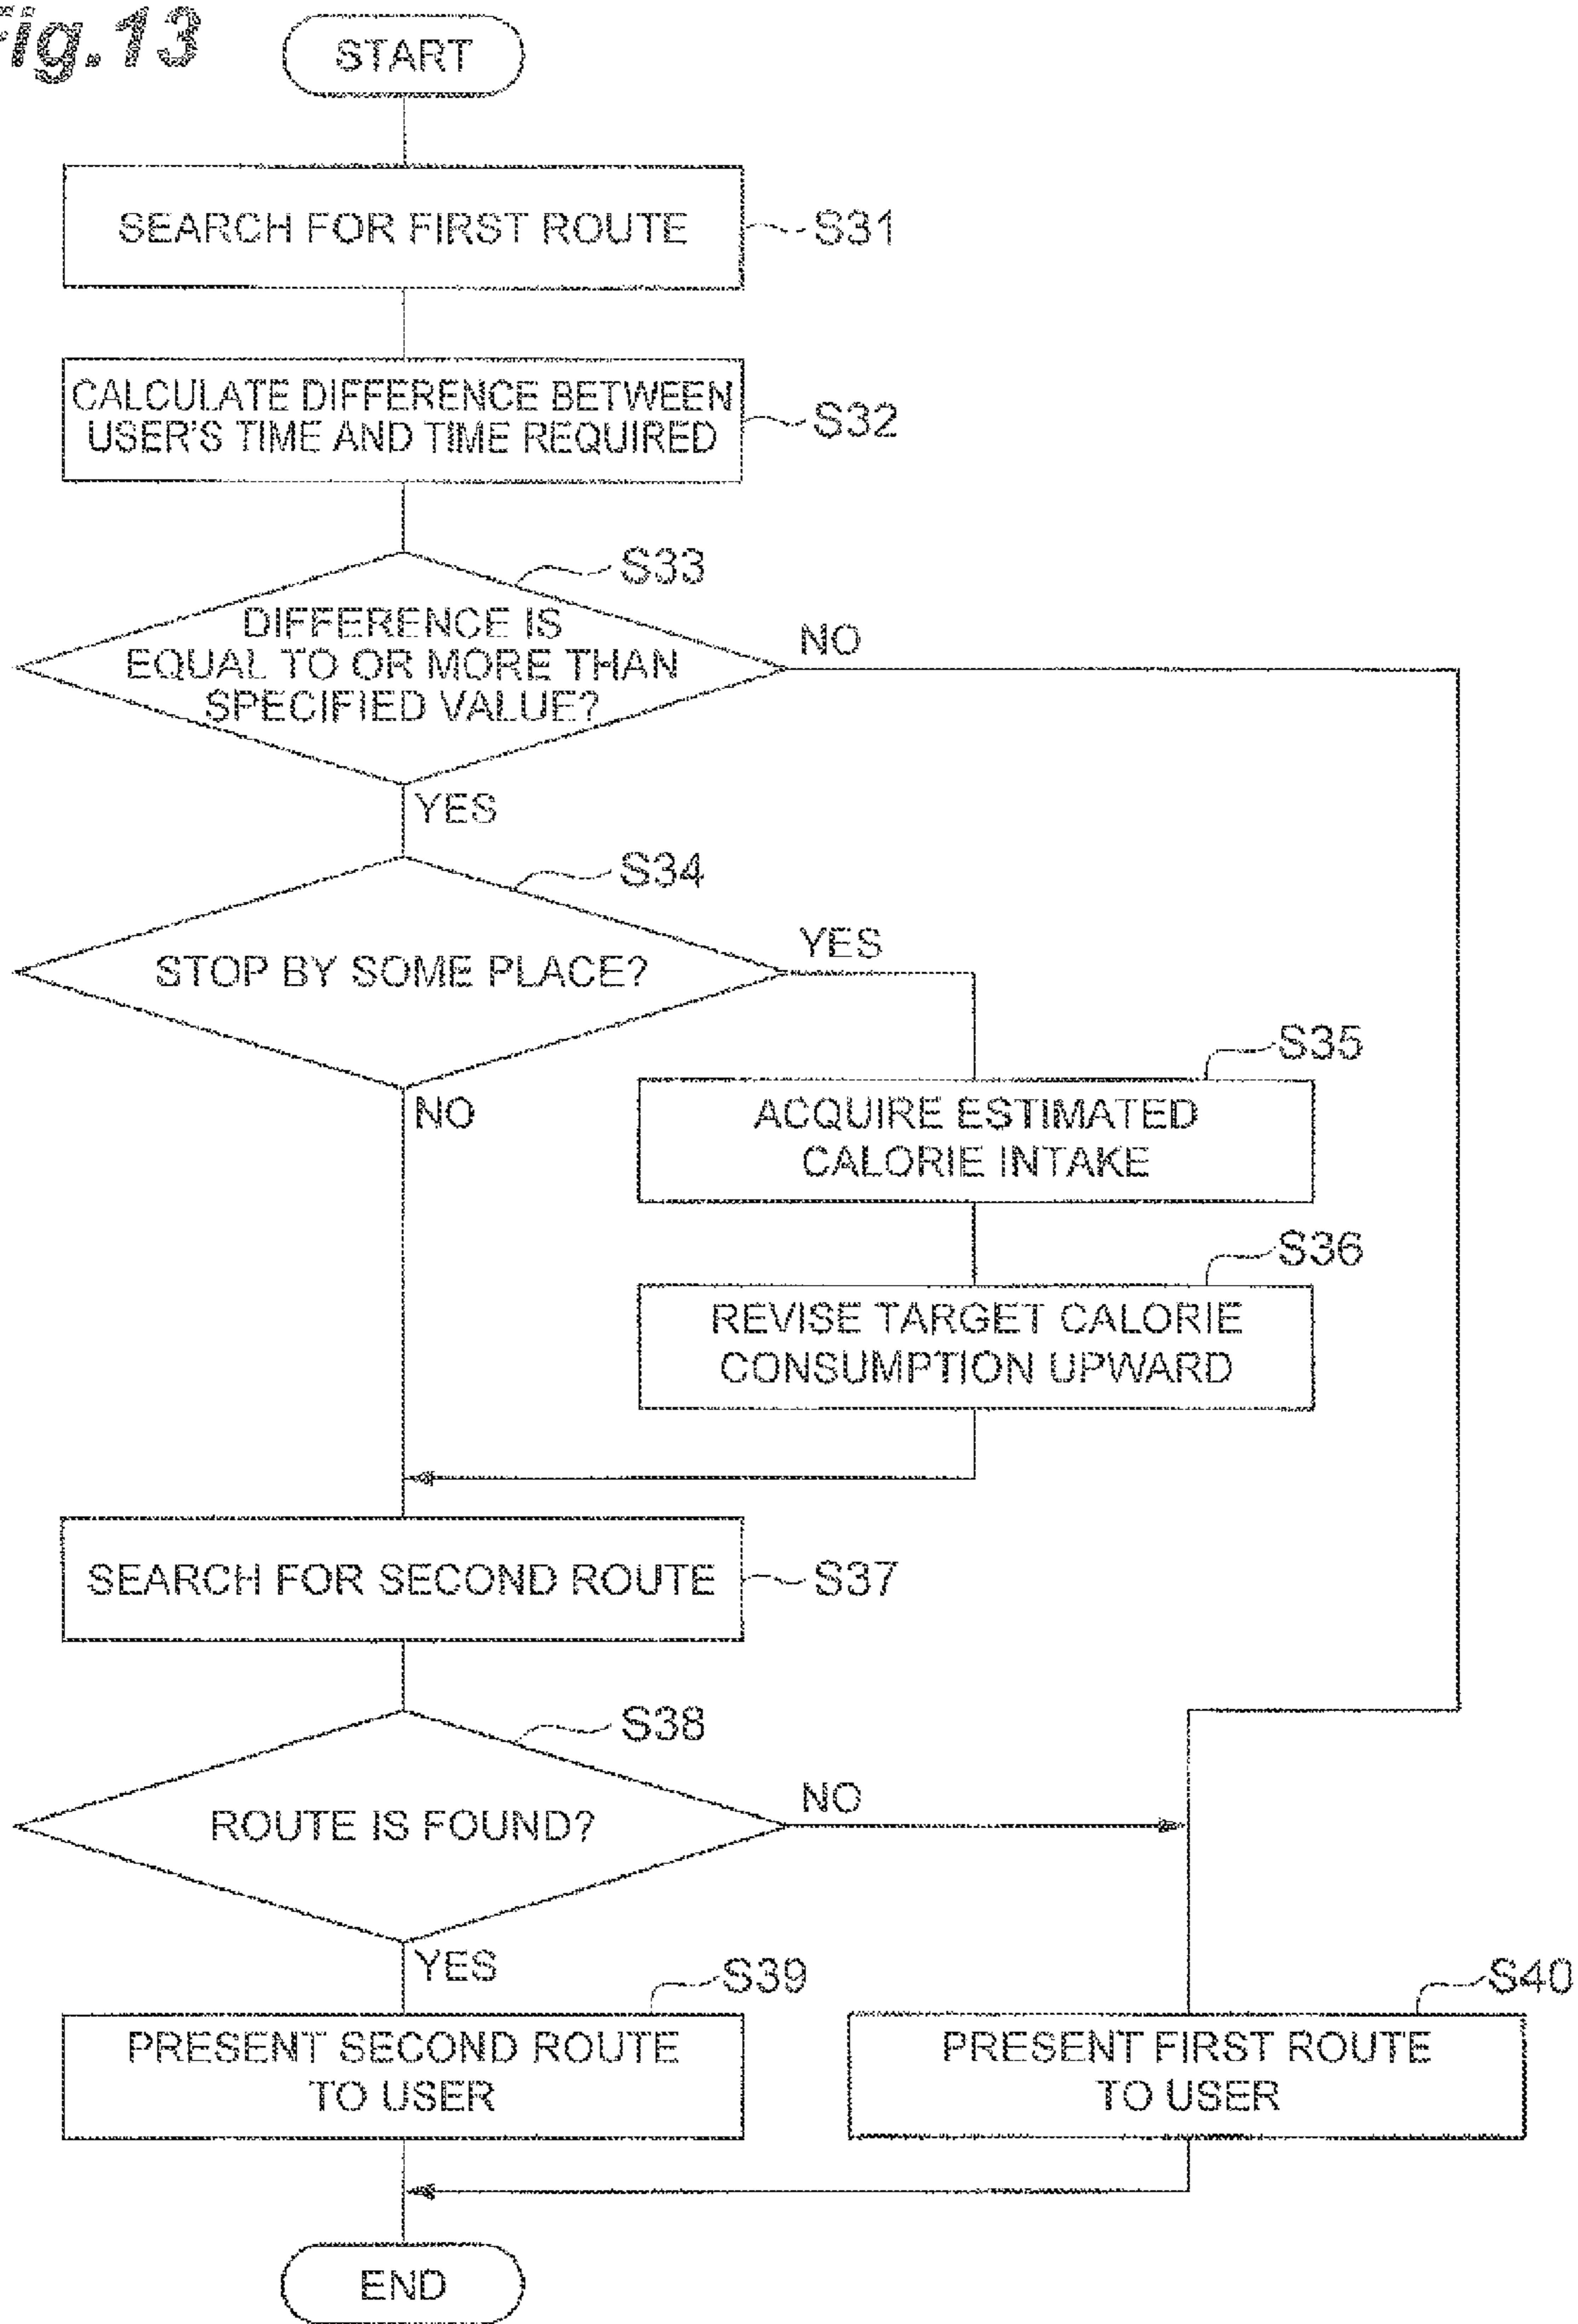 Fig.13
START
SEARCH FOR FIRST ROUTE
S31
CALCULATE DIFFERENCE BETWEEN
USER'S TIME AND TIME REQUIRED
S32
S33
DIFFERENCE IS
EQUAL TO OR MORE THAN
SPECIFIED VALUE?
NO
YES
S34
STOP BY SOME PLACE?
YES
NO
S35
ACQUIRE ESTIMATED
CALORIE INTAKE
S36
REVISE TARGET CALORIE
CONSUMPTION UPWARD
SEARCH FOR SECOND ROUTE
S37
S38
ROUTE IS FOUND?
NO
YES
S39
PRESENT SECOND ROUTE
TO USER
S40
PRESENT FIRST ROUTE
TO USER
END